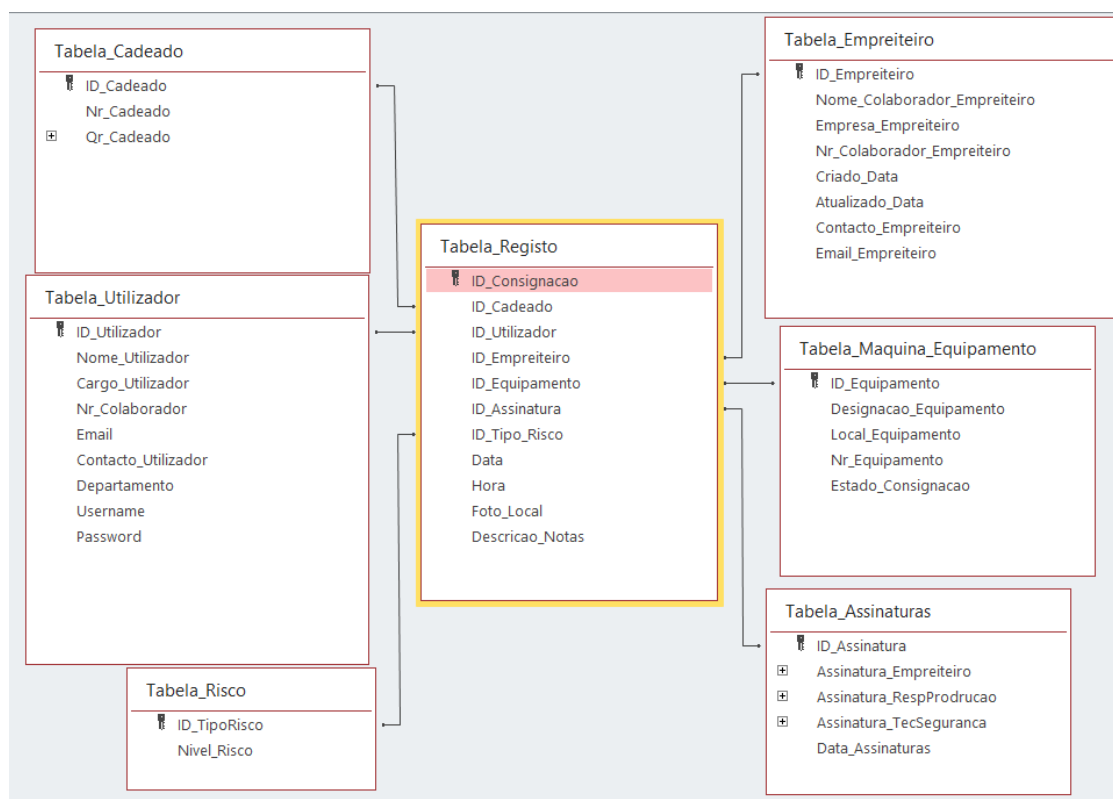 Tabela_Cadeado
ID_Cadeado
Nr_Cadeado
Qr_Cadeado
Tabela_Utilizador
ID_Utilizador
Nome_Utilizador
Cargo_Utilizador
Nr_Colaborador
Email
Contacto_Utilizador
Departamento
Username
Password
Tabela_Risco
ID_TipoRisco
Nivel_Risco
Tabela_Registo
ID_Consignacao
ID_Cadeado
ID_Utilizador
ID_Empreiteiro
ID_Equipamento
ID_Assinatura
ID_Tipo_Risco
Data
Hora
Foto_Local
Descricao_Notas
Tabela_Empreiteiro
ID_Empreiteiro
Nome_Colaborador_Empreiteiro
Empresa_Empreiteiro
Nr_Colaborador_Empreiteiro
Criado_Data
Atualizado_Data
Contacto_Empreiteiro
Email_Empreiteiro
Tabela_Maquina_Equipamento
ID_Equipamento
Designacao_Equipamento
Local_Equipamento
Nr_Equipamento
Estado_Consignacao
Tabela_Assinaturas
ID_Assinatura
Assinatura_Empreiteiro
Assinatura_RespProdrucao
Assinatura_TecSeguranca
Data_Assinaturas